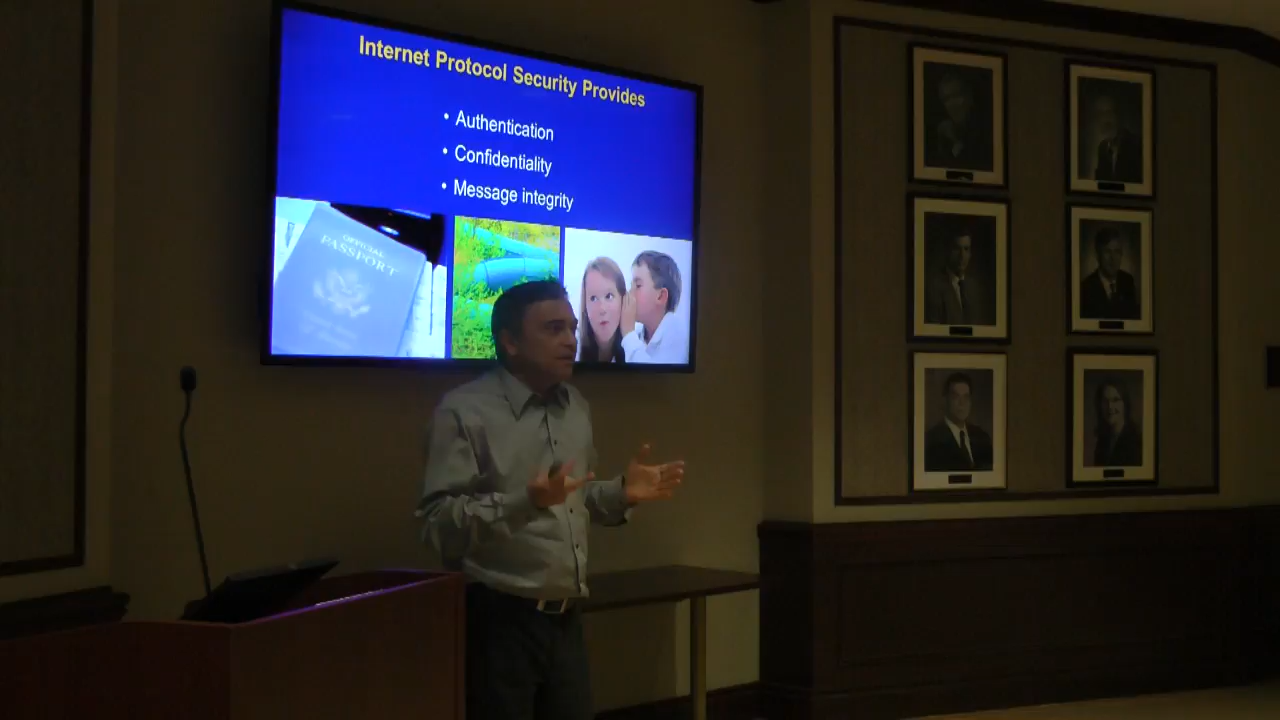 Internet Protocol Security Provides
• Authentication
• Confidentiality
• Message integrity
OFFICIAL
PASSPORT